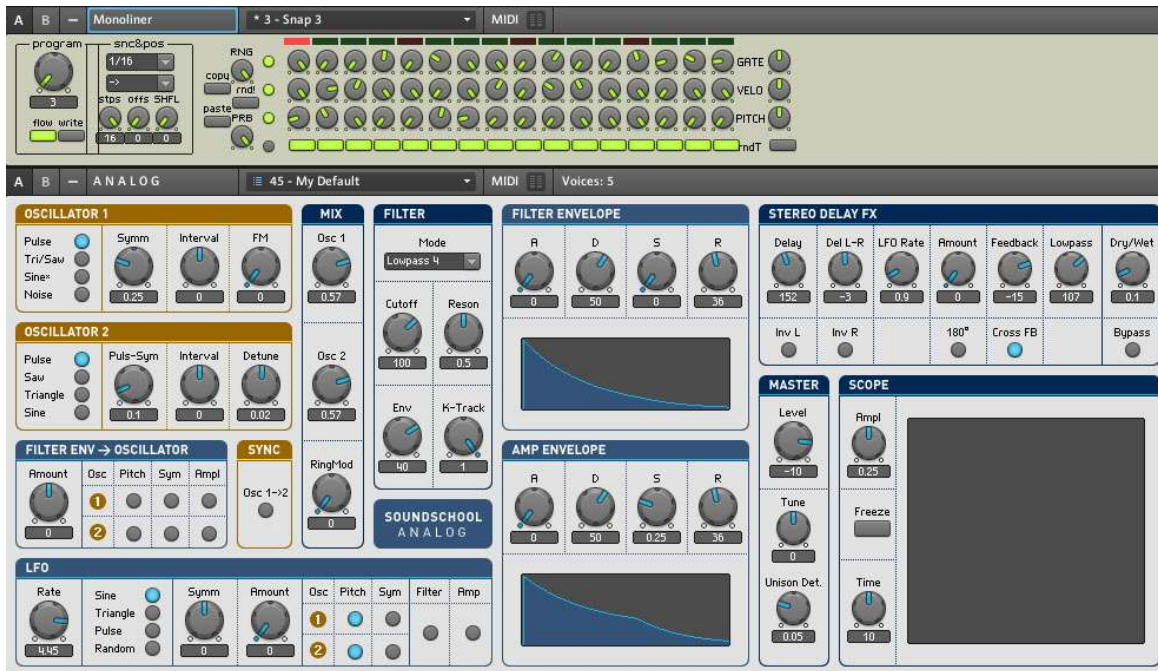 A B – Monoliner * 3 - Snap 3 MIDI
program snc&pos
1/16
->
stps offs SHFL
3
flow write
16 0 0
RNG
copy
rnd!
paste
PRB
GATE
VELO
PITCH
rndT
A B – ANALOG 45 - My Default MIDI Voices: 5
OSCILLATOR 1
Pulse
Tri/Saw
Sine×
Noise
Symm Interval FM
0.25 0 0
OSCILLATOR 2
Pulse
Saw
Triangle
Sine
Puls-Sym Interval Detune
0.1 0 0.02
FILTER ENV → OSCILLATOR
Amount Osc Pitch Sym Ampl
1
2
0
SYNC
Osc 1->2
MIX
Osc 1
0.57
Osc 2
0.57
RingMod
0
FILTER
Mode
Lowpass 4
Cutoff Reson
100 0.5
Env K-Track
40 1
SOUNDSCHOOL
ANALOG
LFO
Rate
4.45
Sine
Triangle
Pulse
Random
Symm Amount
0 0
Osc Pitch Sym Filter Amp
1
2
FILTER ENVELOPE
A D S R
0 50 0 36
AMP ENVELOPE
A D S R
0 50 0.25 36
STEREO DELAY FX
Delay Del L-R LFO Rate Amount Feedback Lowpass Dry/Wet
152 -3 0.9 0 -15 107 0.1
Inv L Inv R 180° Cross FB Bypass
MASTER
Level
-10
Tune
0
Unison Det.
0.05
SCOPE
Ampl
0.25
Freeze
Time
10